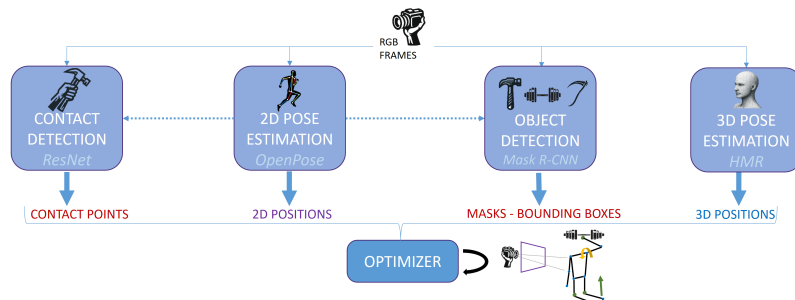 RGB
FRAMES
CONTACT
DETECTION
ResNet
2D POSE
ESTIMATION
OpenPose
OBJECT
DETECTION
Mask R-CNN
3D POSE
ESTIMATION
HMR
CONTACT POINTS
2D POSITIONS
MASKS - BOUNDING BOXES
3D POSITIONS
OPTIMIZER